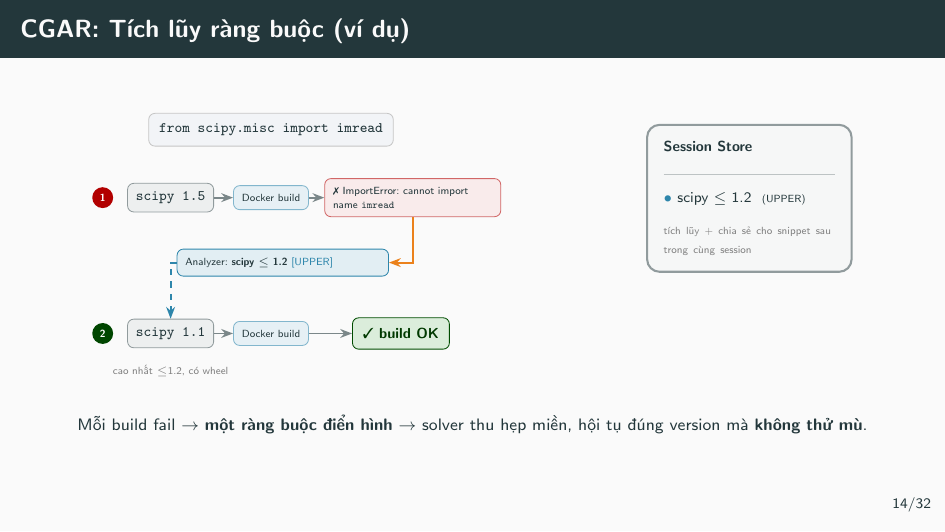 CGAR: Tích lũy ràng buộc (ví dụ)
from scipy.misc import imread
1
scipy 1.5
Docker build
✗ ImportError: cannot import
name imread
Analyzer: scipy ≤ 1.2 [UPPER]
2
scipy 1.1
Docker build
✓ build OK
cao nhất ≤1.2, có wheel
Session Store
• scipy ≤ 1.2 (UPPER)
tích lũy + chia sẻ cho snippet sau
trong cùng session
Mỗi build fail → một ràng buộc điển hình → solver thu hẹp miền, hội tụ đúng version mà không thử mù.
14/32